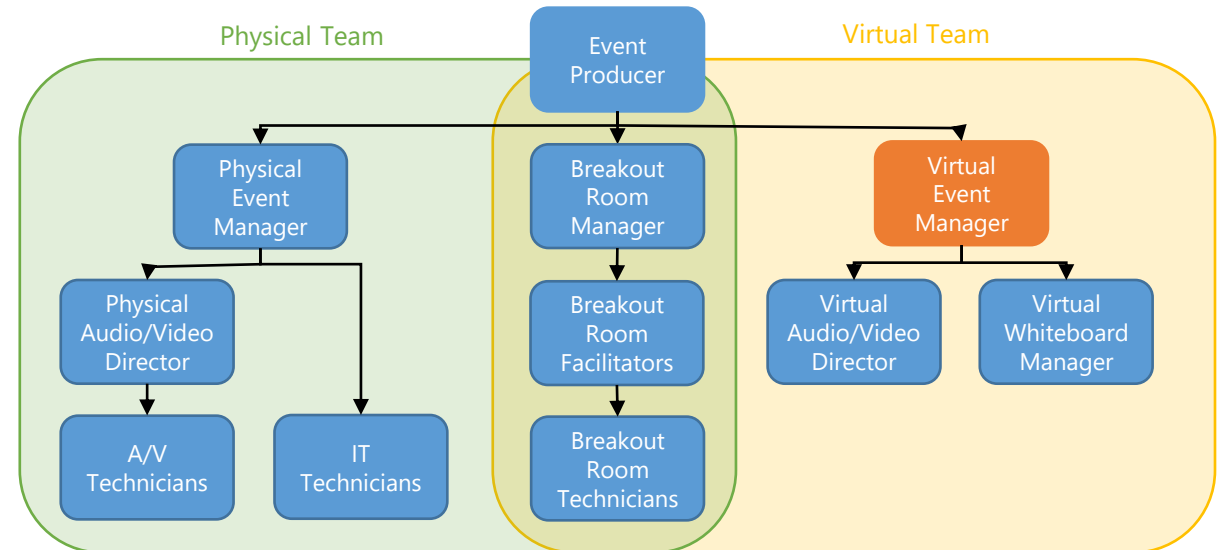 Physical Team
Event
Producer
Virtual Team
Physical
Event
Manager
Breakout
Room
Manager
Virtual
Event
Manager
Physical
Audio/Video
Director
Breakout
Room
Facilitators
Virtual
Audio/Video
Director
Virtual
Whiteboard
Manager
A/V
Technicians
IT
Technicians
Breakout
Room
Technicians